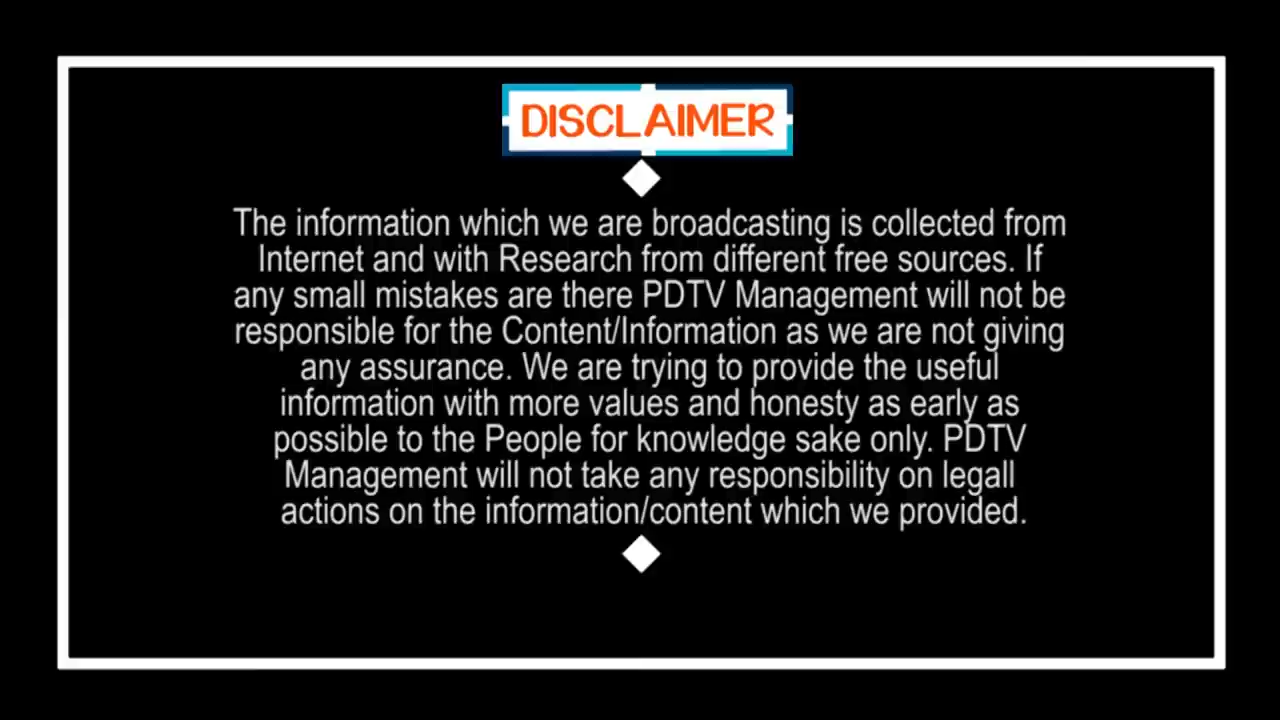 DISCLAIMER
The information which we are broadcasting is collected from
Internet and with Research from different free sources. If
any small mistakes are there PDTV Management will not be
responsible for the Content/Information as we are not giving
any assurance. We are trying to provide the useful
information with more values and honesty as early as
possible to the People for knowledge sake only. PDTV
Management will not take any responsibility on legall
actions on the information/content which we provided.